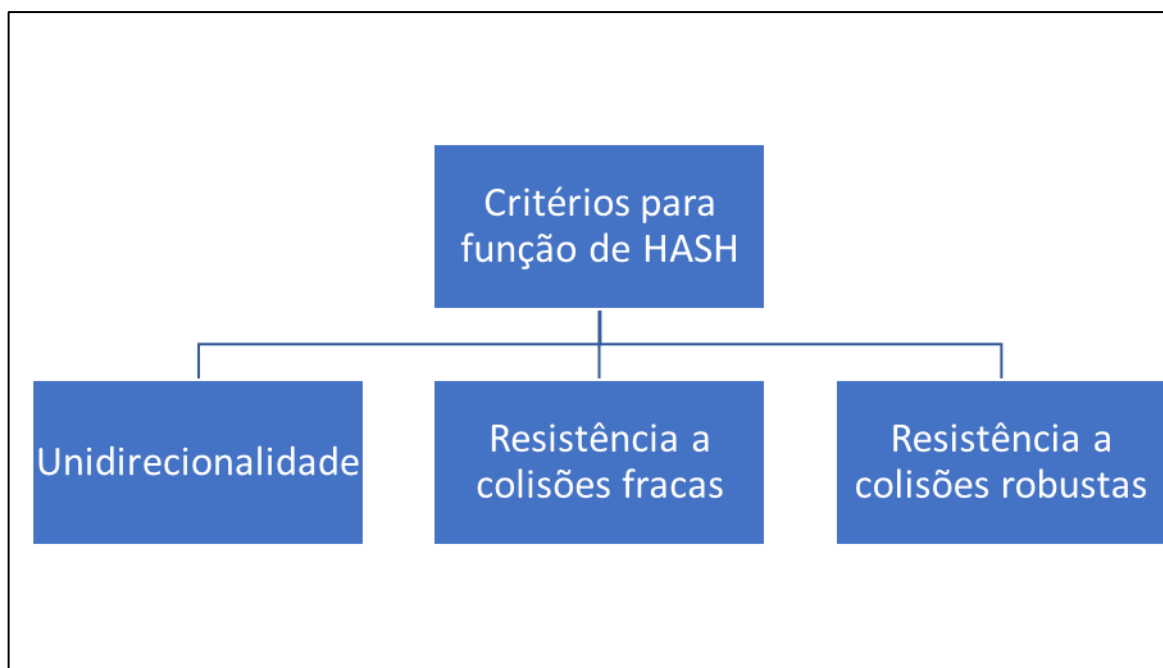 Critérios para
função de HASH
Unidirecionalidade
Resistência a
colisões fracas
Resistência a
colisões robustas